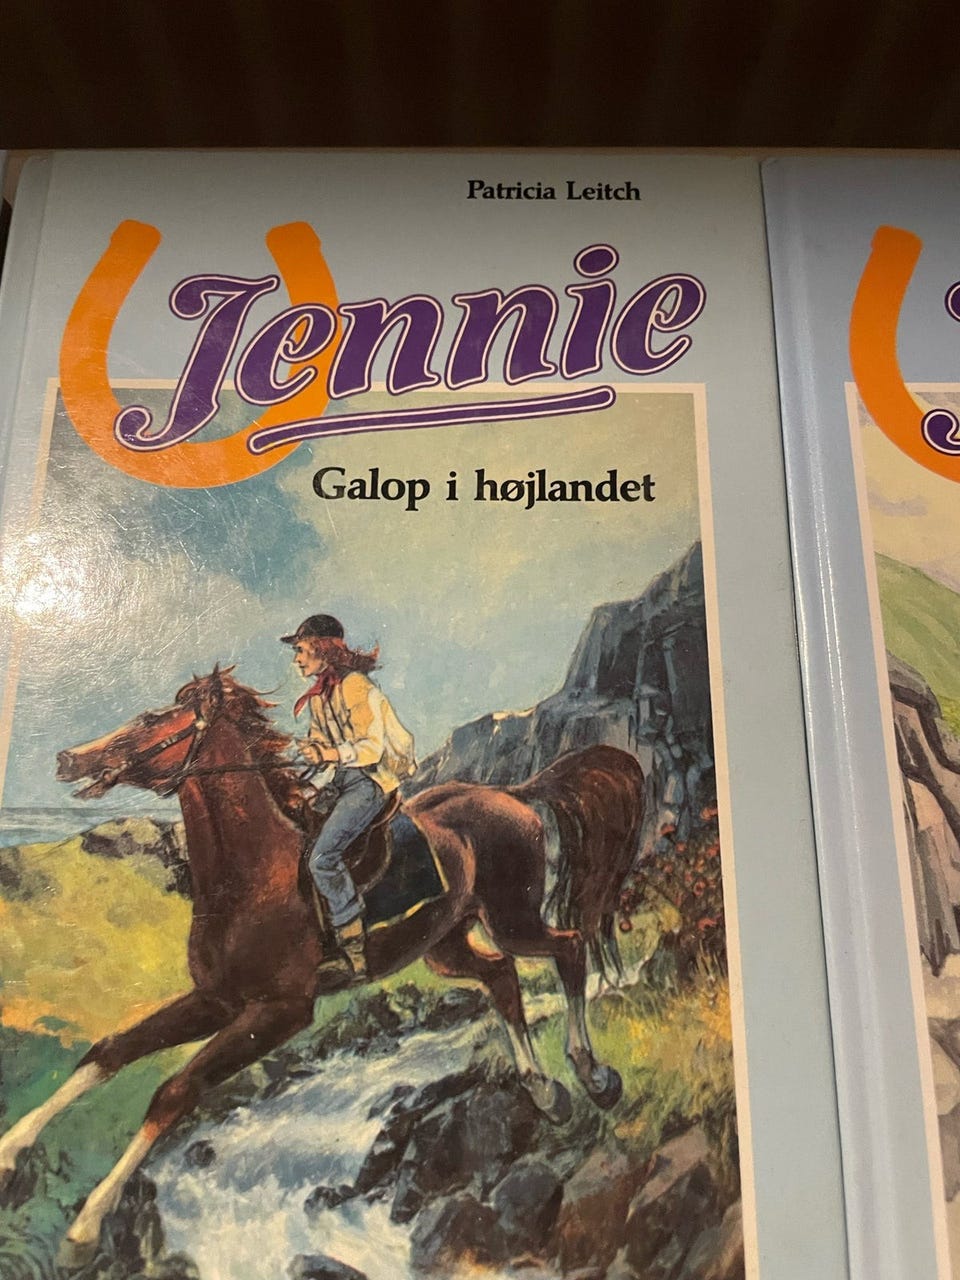 Patricia Leitch
Jennie
Galop i højlandet